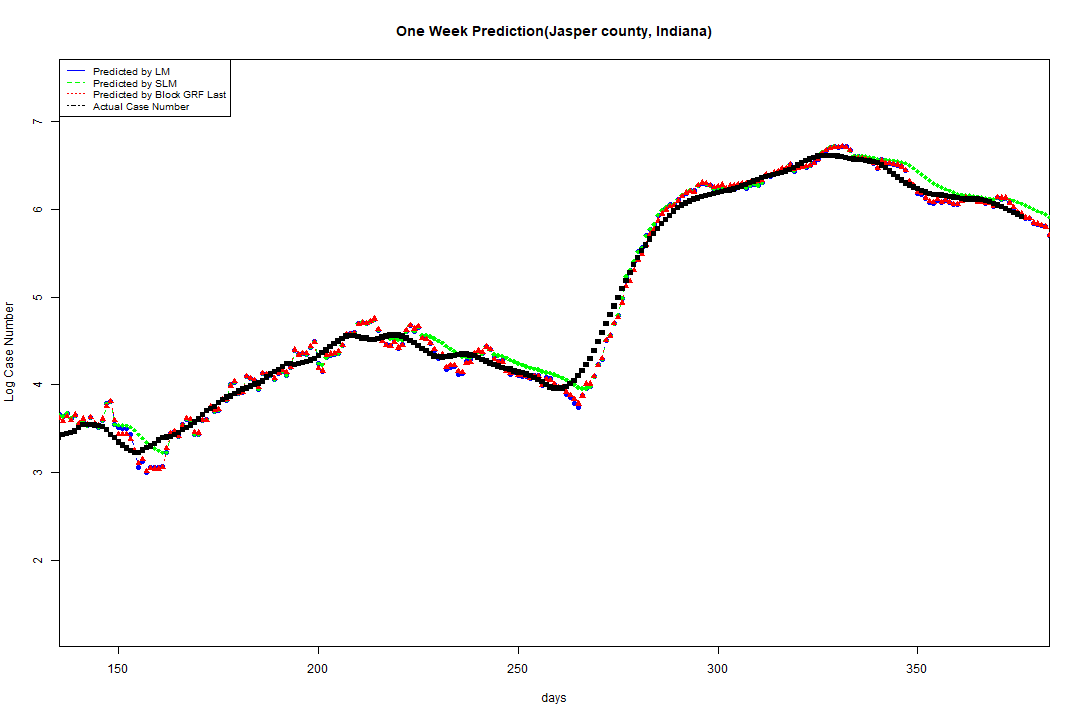 One Week Prediction(Jasper county, Indiana)
Predicted by LM
Predicted by SLM
Predicted by Block GRF Last
Actual Case Number
7
6
5
4
3
2
Log Case Number
150 200 250 300 350
days